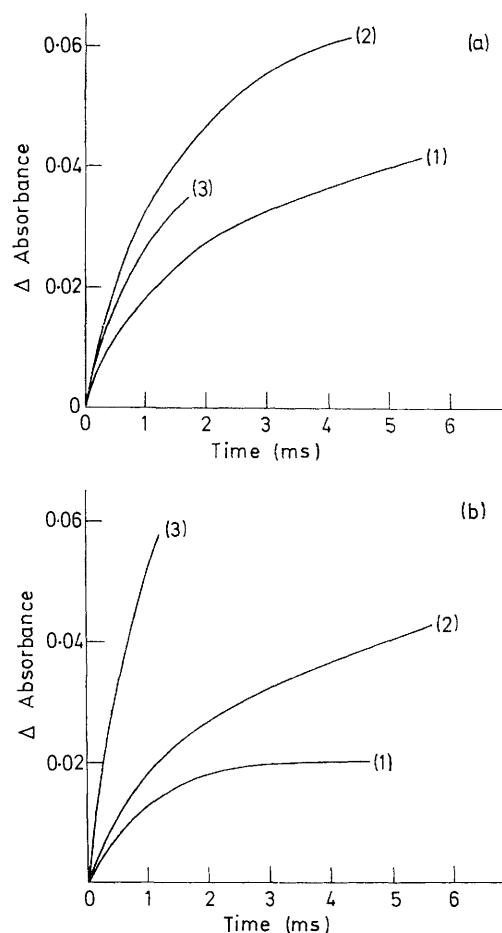 (a)
0·06
(2)
(1)
0·04
(3)
Δ Absorbance
0·02
0
0 1 2 3 4 5 6
Time (ms)
(b)
0·06
(3)
(2)
0·04
Δ Absorbance
0·02
(1)
0 1 2 3 4 5 6
Time (ms)